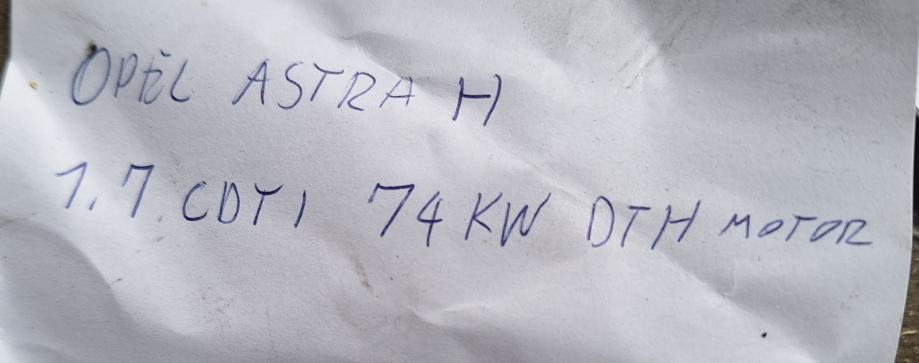 OPEL ASTRA H
1.7 CDTI 74 KW DTH MOTOR